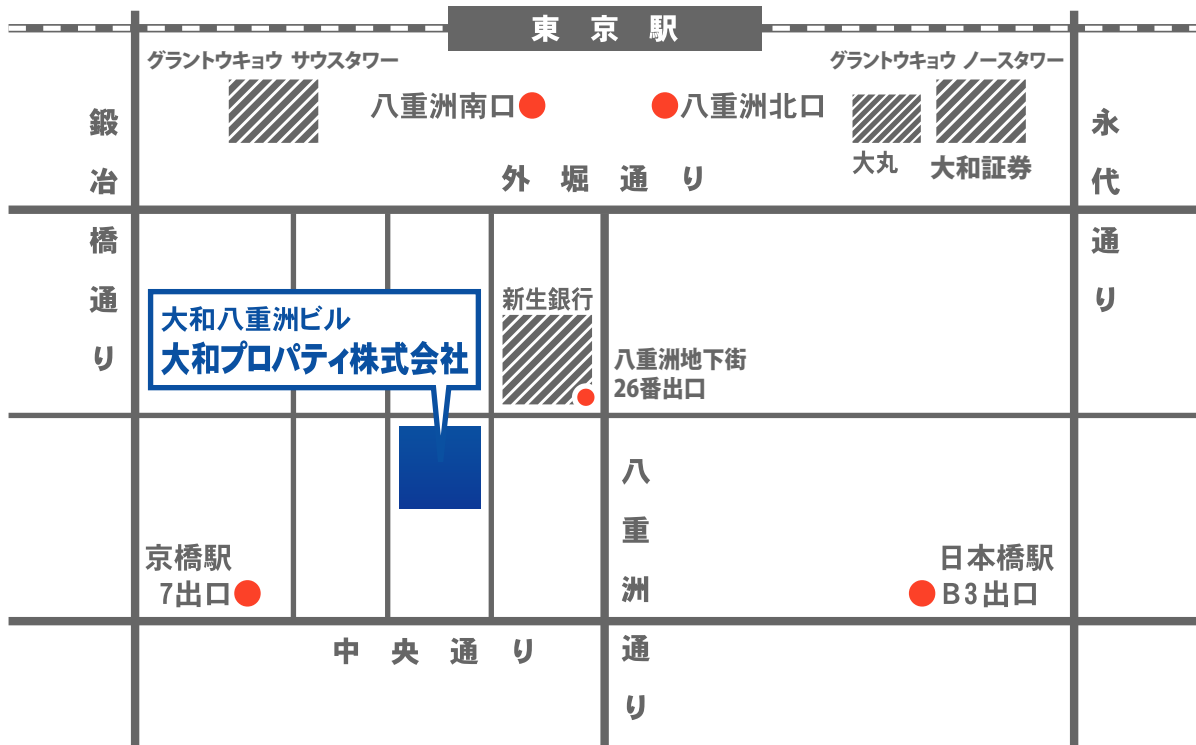 東京駅
グラントウキョウ サウスタワー
グラントウキョウ ノースタワー
八重洲南口
八重洲北口
大丸
大和証券
外堀通り
鍛冶橋通り
永代通り
新生銀行
大和八重洲ビル
大和プロパティ株式会社
八重洲地下街
26番出口
八重洲通り
京橋駅
7出口
日本橋駅
B3出口
中央通り